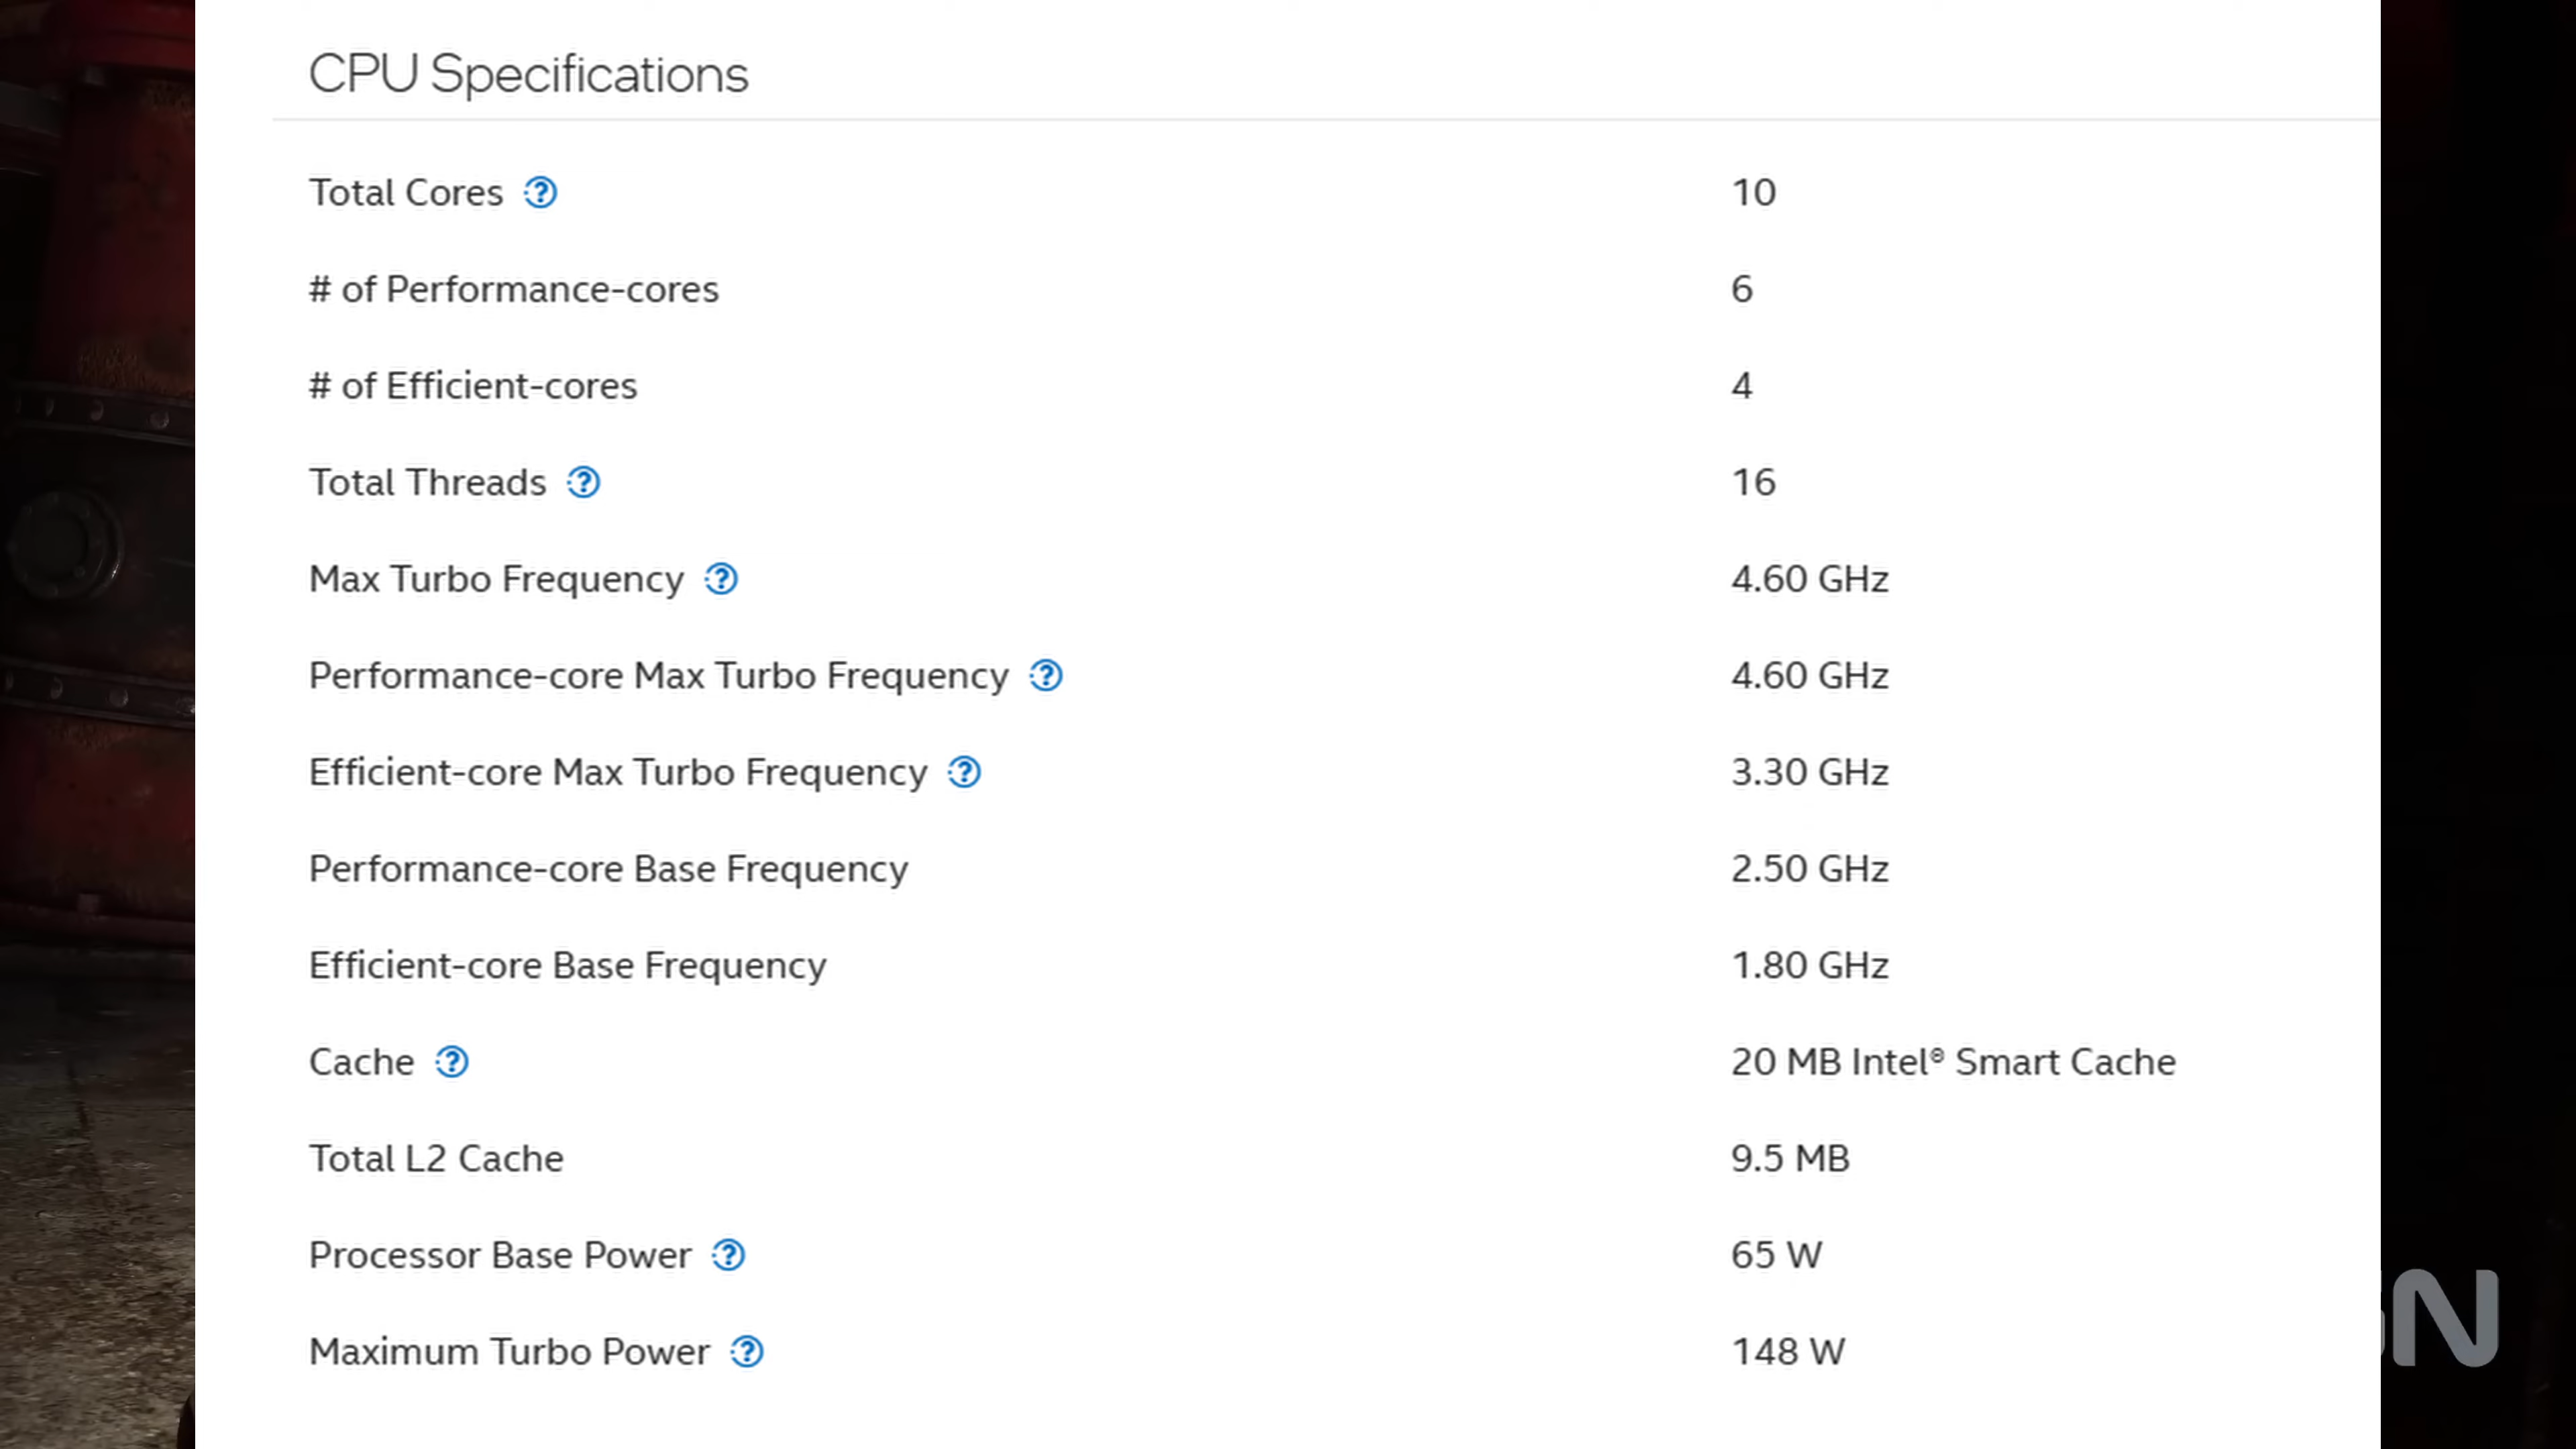 CPU Specifications
Total Cores 10
# of Performance-cores 6
# of Efficient-cores 4
Total Threads 16
Max Turbo Frequency 4.60 GHz
Performance-core Max Turbo Frequency 4.60 GHz
Efficient-core Max Turbo Frequency 3.30 GHz
Performance-core Base Frequency 2.50 GHz
Efficient-core Base Frequency 1.80 GHz
Cache 20 MB Intel® Smart Cache
Total L2 Cache 9.5 MB
Processor Base Power 65 W
Maximum Turbo Power 148 W